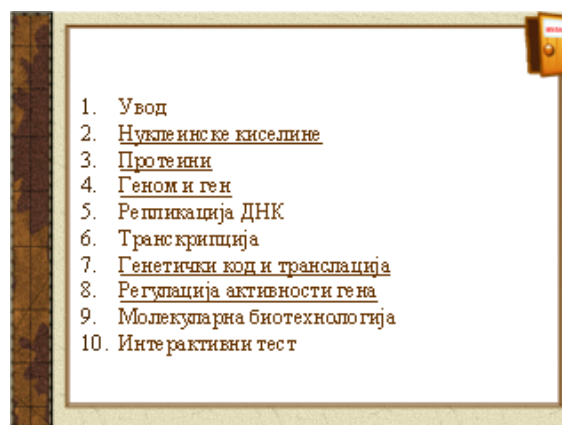 1. Увод
2. Нуклеинске киселине
3. Протеини
4. Геном и ген
5. Репликација ДНК
6. Транскрипција
7. Генетички код и транслација
8. Регулација активности гена
9. Молекуларна биотехнологија
10. Интерактивни тест